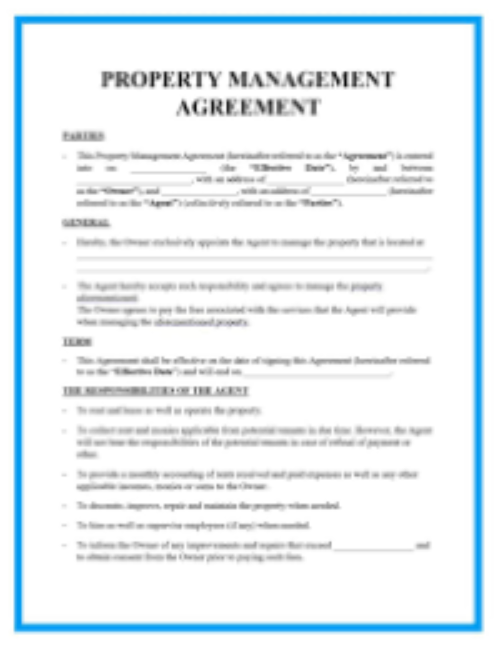 PROPERTY MANAGEMENT
AGREEMENT
PARTIES
- This Property Management Agreement (hereinafter referred to as the “Agreement”) is entered
into on ____________ (the “Effective Date”), by and between
____________, with an address of ____________ (hereinafter referred to
as the “Owner”) and ____________, with an address of ____________ (hereinafter
referred to as the “Agent”) (collectively referred to as the “Parties”).
GENERAL
- Hereby, the Owner exclusively appoints the Agent to manage the property that is located at
____________
____________.
- The Agent hereby accepts such responsibility and agrees to manage the property
aforementioned.
The Owner agrees to pay the fees associated with the services that the Agent will provide
when managing the aforementioned property.
TERM
- This Agreement shall be effective on the date of signing this Agreement (hereinafter referred
to as the “Effective Date”) and will end on ____________.
THE RESPONSIBILITIES OF THE AGENT
- To rent and lease as well as operate the property.
- To collect rent and monies applicable from potential tenants in due time. However, the Agent
will not bear the responsibilities of the potential tenants in case of refusal of payment or
other.
- To provide a monthly accounting of rents received and paid expenses as well as any other
applicable incomes, monies or sums to the Owner.
- To decorate, improve, repair and maintain the property when needed.
- To hire as well as supervise employees (if any) when needed.
- To inform the Owner of any improvements and repairs that exceed ____________ and
to obtain consent from the Owner prior to paying such fees.